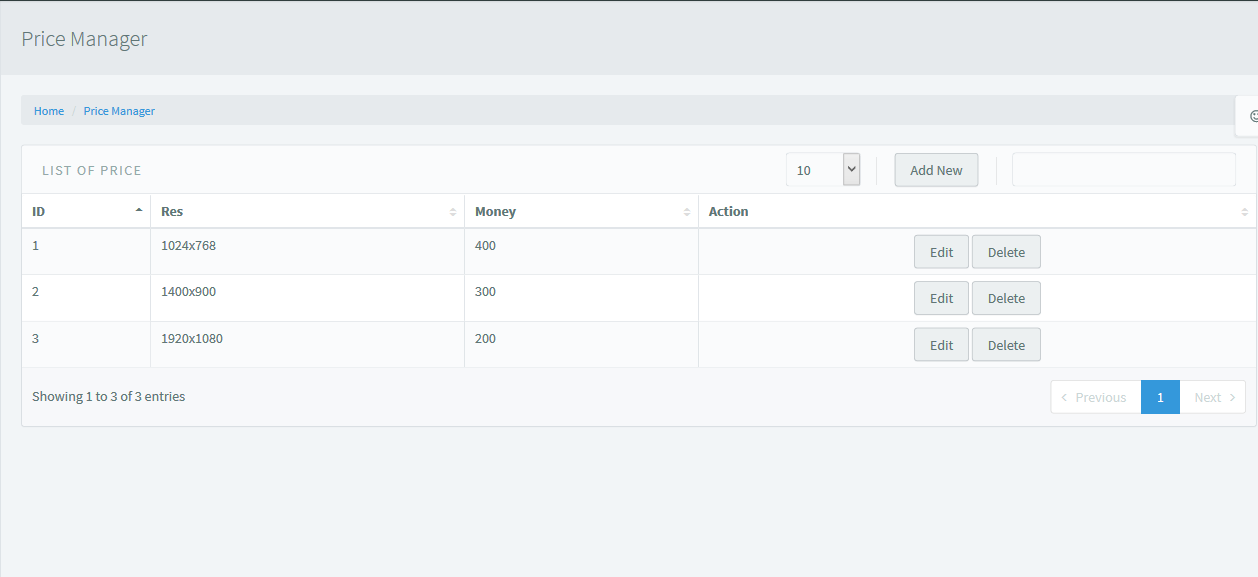 Price Manager
Home / Price Manager
LIST OF PRICE 10 Add New
ID Res Money Action
1 1024x768 400 Edit Delete
2 1400x900 300 Edit Delete
3 1920x1080 200 Edit Delete
Showing 1 to 3 of 3 entries Previous 1 Next